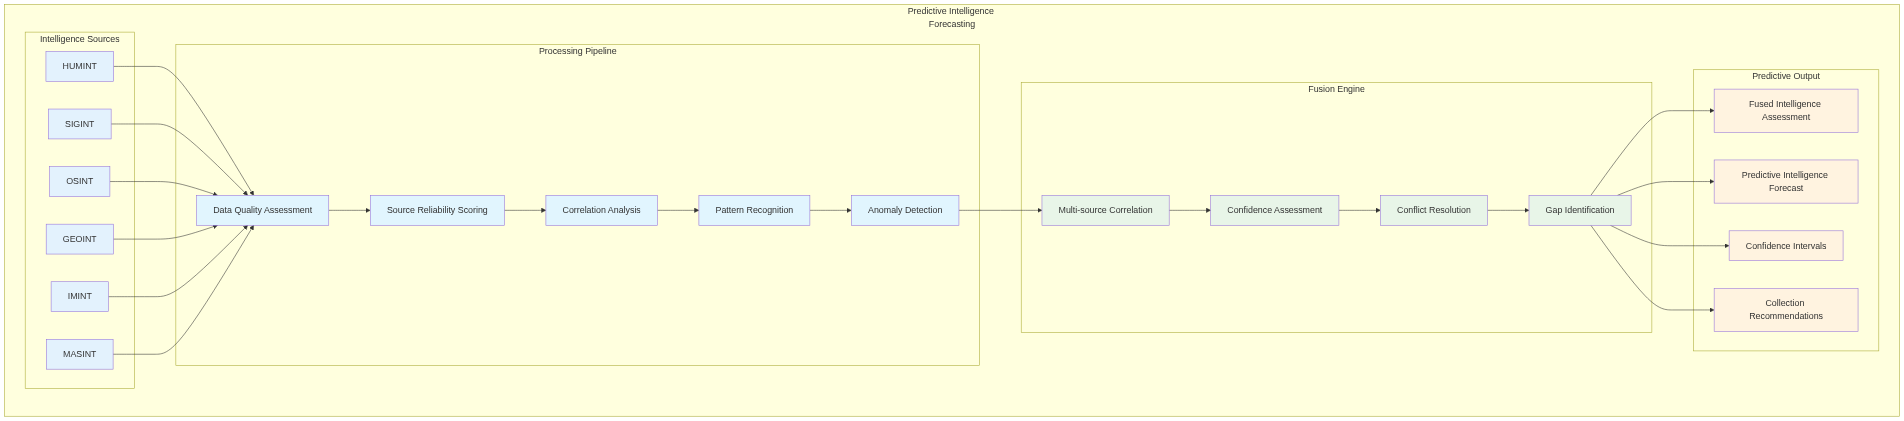 Predictive Intelligence
Forecasting
Intelligence Sources
HUMINT
SIGINT
OSINT
GEOINT
IMINT
MASINT
Processing Pipeline
Data Quality Assessment
Source Reliability Scoring
Correlation Analysis
Pattern Recognition
Anomaly Detection
Fusion Engine
Multi-source Correlation
Confidence Assessment
Conflict Resolution
Gap Identification
Predictive Output
Fused Intelligence
Assessment
Predictive Intelligence
Forecast
Confidence Intervals
Collection
Recommendations